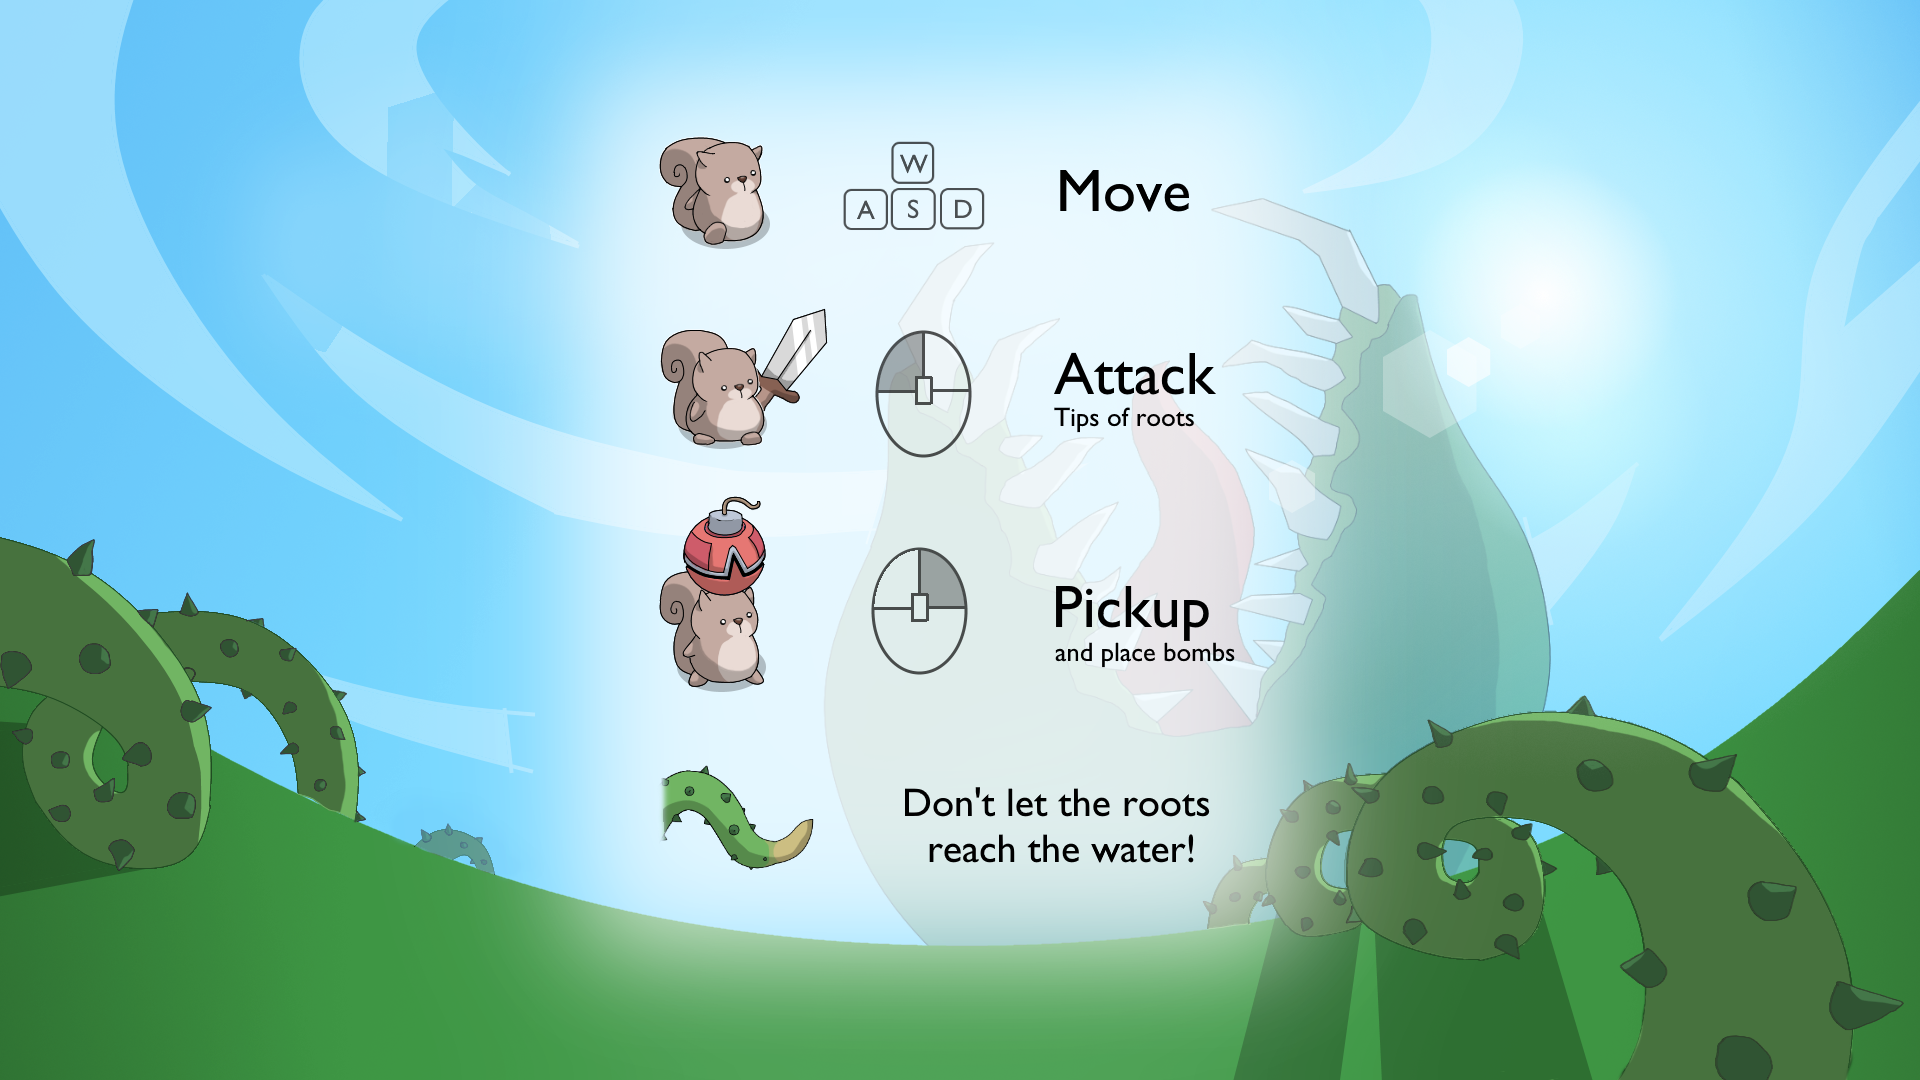 W
A S D
Move
Attack
Tips of roots
Pickup
and place bombs
Don't let the roots
reach the water!